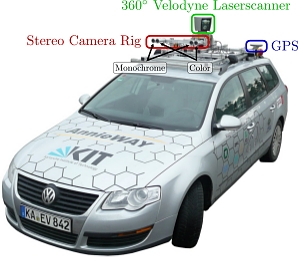 360° Velodyne Laserscanner
Stereo Camera Rig
GPS
Monochrome
Color
AnnieWAY
KIT
KA EV 842